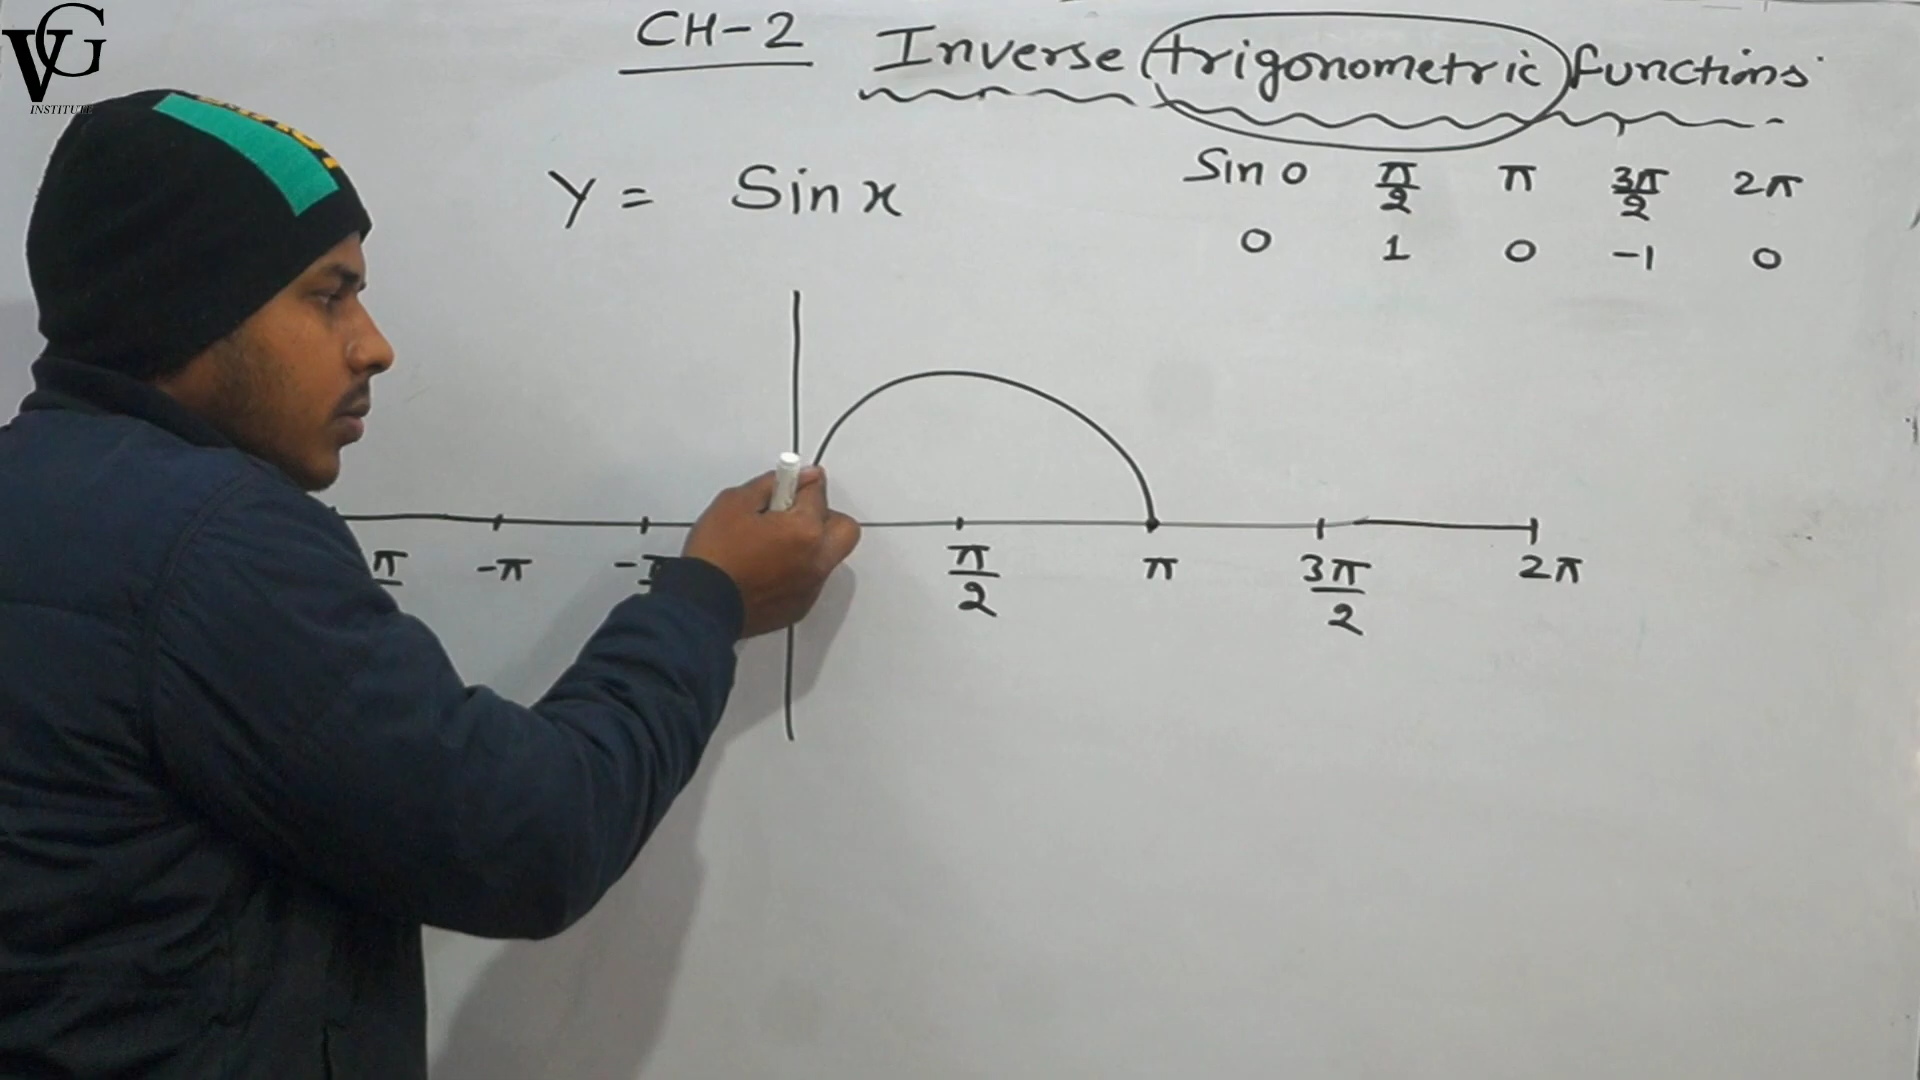 VG
INSTITUTE
CH-2 Inverse trigonometric functions
Sin 0 π/2 π 3π/2 2π
y = Sin x
0 1 0 -1 0
-π π/2 π 3π/2 2π